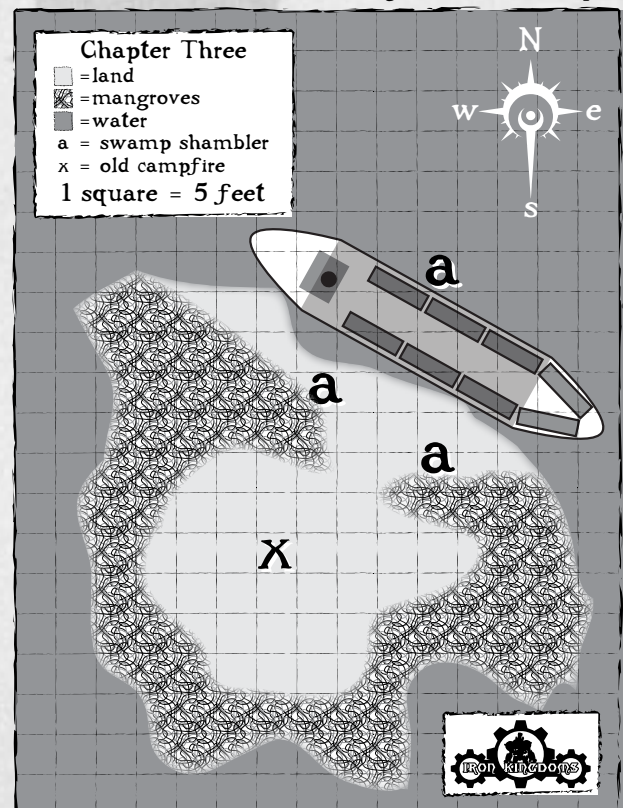 Chapter Three
=land
=mangroves
=water
a = swamp shambler
x = old campfire
1 square = 5 feet
N
w
e
s
a
a
a
x
IRON KINGDOMS